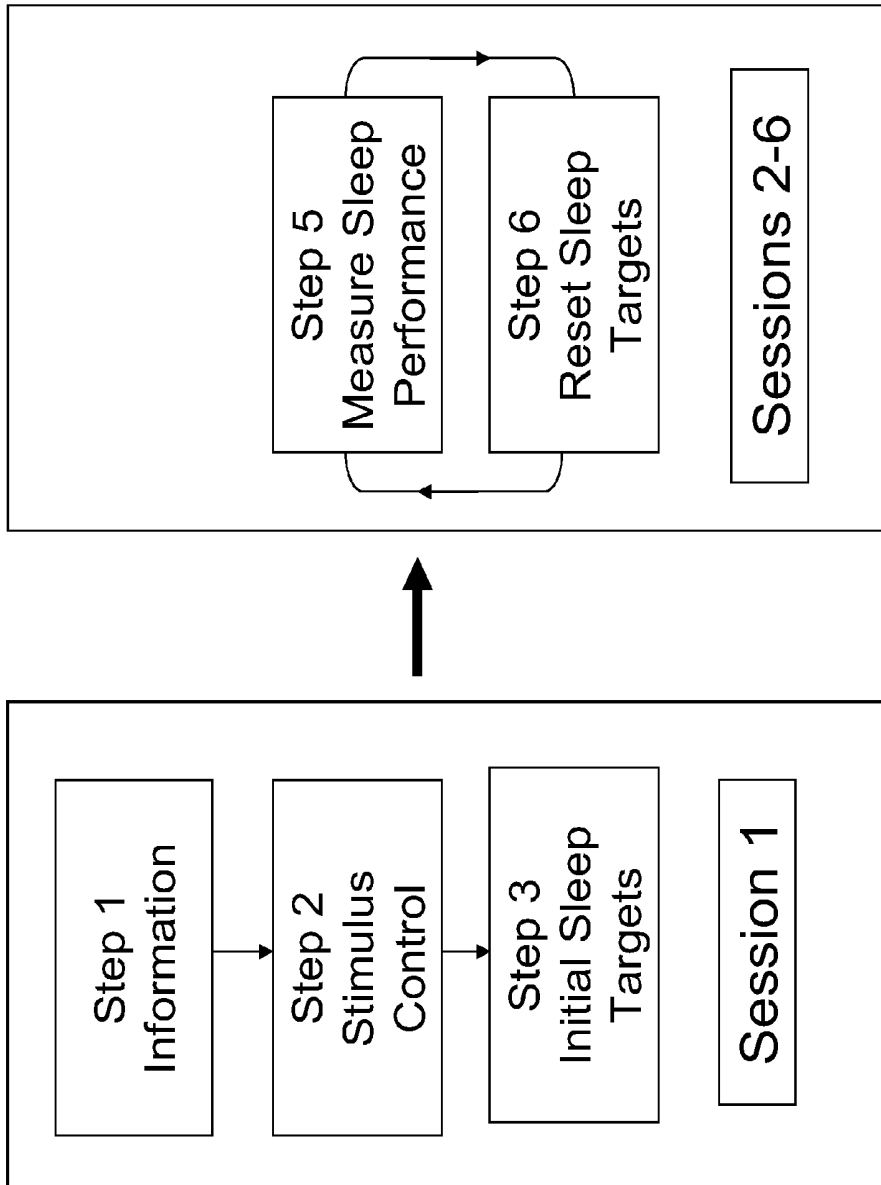 Step 1
Information
Step 2
Stimulus
Control
Step 3
Initial Sleep
Targets
Session 1
Step 5
Measure Sleep
Performance
Step 6
Reset Sleep
Targets
Sessions 2-6